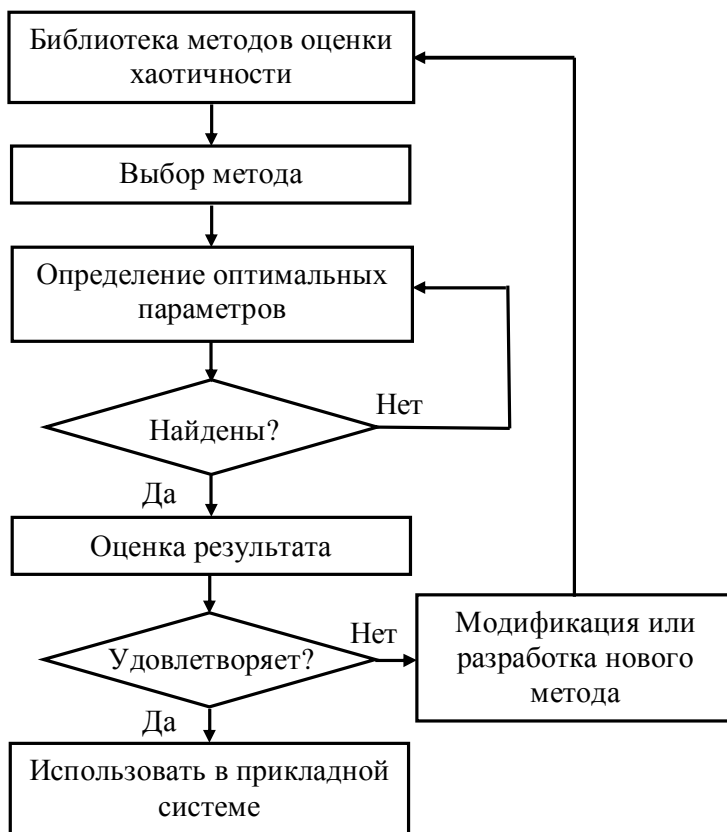 Библиотека методов оценки
хаотичности
Выбор метода
Определение оптимальных
параметров
Нет
Найдены?
Да
Оценка результата
Нет
Удовлетворяет?
Модификация или
разработка нового
метода
Да
Использовать в прикладной
системе